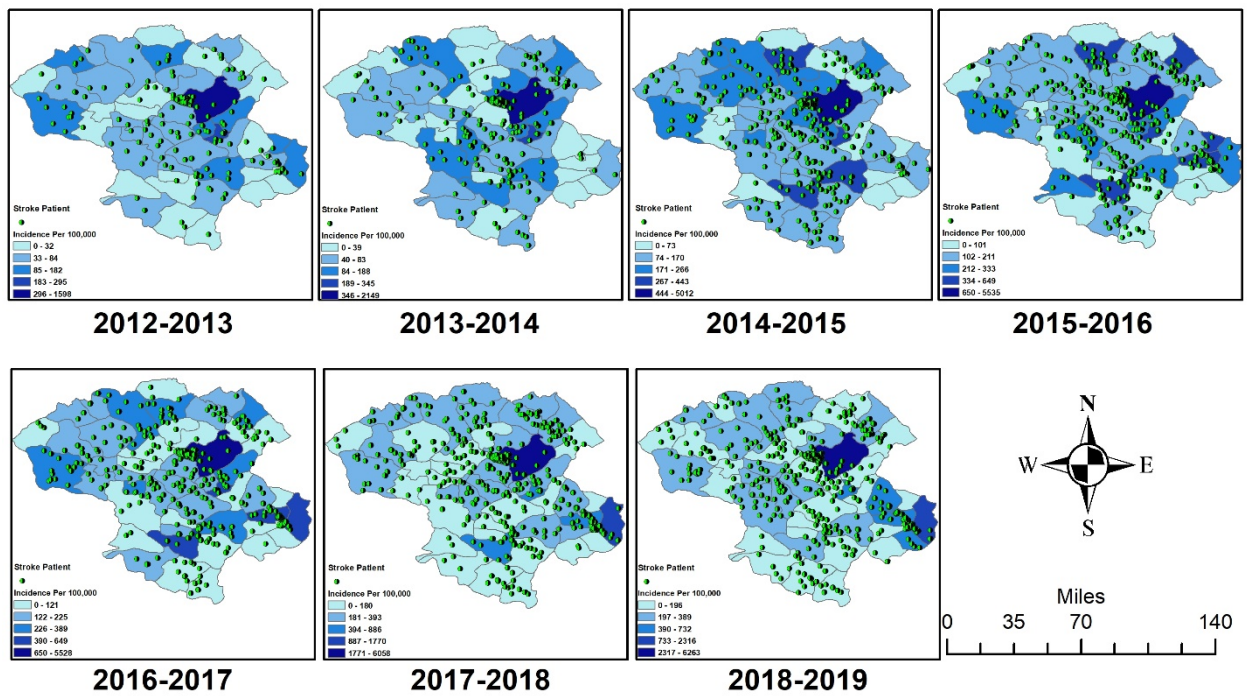 Stroke Patient
Incidence Per 100,000
0 - 32
33 - 84
85 - 182
183 - 295
296 - 1598
2012-2013
Stroke Patient
Incidence Per 100,000
0 - 39
40 - 83
84 - 188
189 - 345
346 - 2149
2013-2014
Stroke Patient
Incidence Per 100,000
0 - 73
74 - 170
171 - 266
267 - 443
444 - 5012
2014-2015
Stroke Patient
Incidence Per 100,000
0 - 101
102 - 211
212 - 333
334 - 649
650 - 5535
2015-2016
Stroke Patient
Incidence Per 100,000
0 - 121
122 - 225
226 - 389
390 - 649
650 - 5528
2016-2017
Stroke Patient
Incidence Per 100,000
0 - 180
181 - 393
394 - 886
887 - 1770
1771 - 6058
2017-2018
Stroke Patient
Incidence Per 100,000
0 - 196
197 - 389
390 - 732
733 - 2316
2317 - 6263
2018-2019
N
W E
S
Miles
0 35 70 140